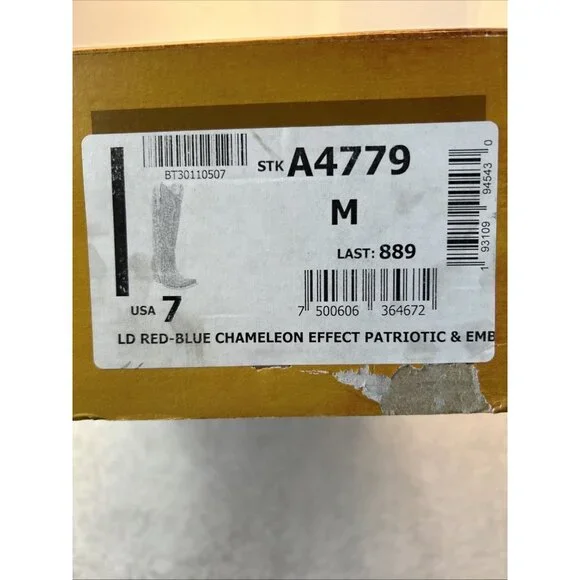 BT30110507
STK A4779
M
LAST: 889
USA 7
7 500606 364672
1 93109 94543 0
LD RED-BLUE CHAMELEON EFFECT PATRIOTIC & EMB